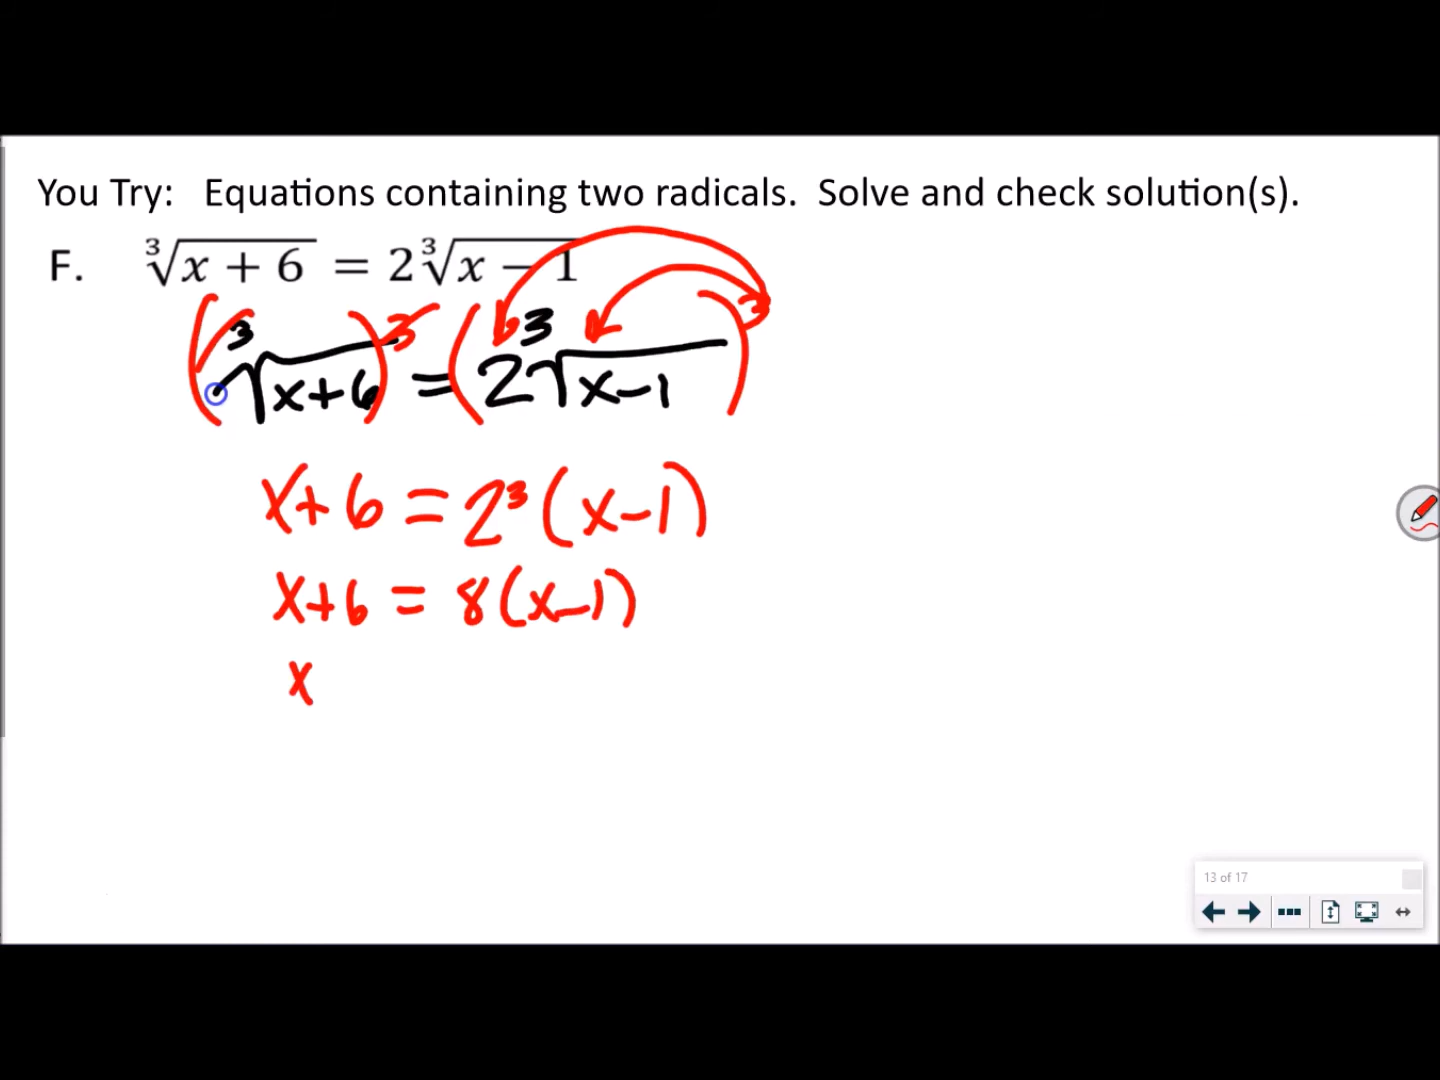 You Try: Equations containing two radicals. Solve and check solution(s).
F. ∛(x + 6) = 2∛(x − 1)
(∛(x+6))³ = (2∛(x−1))³
x+6 = 2³(x−1)
x+6 = 8(x−1)
x
13 of 17